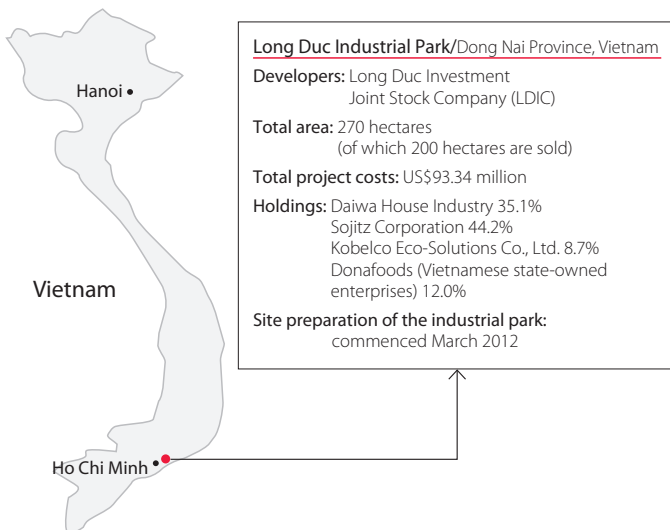 Hanoi
Vietnam
Ho Chi Minh
Long Duc Industrial Park/Dong Nai Province, Vietnam
Developers: Long Duc Investment
Joint Stock Company (LDIC)
Total area: 270 hectares
(of which 200 hectares are sold)
Total project costs: US$93.34 million
Holdings: Daiwa House Industry 35.1%
Sojitz Corporation 44.2%
Kobelco Eco-Solutions Co., Ltd. 8.7%
Donafoods (Vietnamese state-owned
enterprises) 12.0%
Site preparation of the industrial park:
commenced March 2012